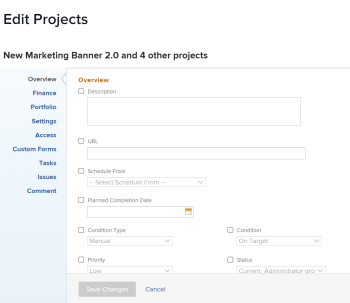 Edit Projects
New Marketing Banner 2.0 and 4 other projects
Overview
Finance
Portfolio
Settings
Access
Custom Forms
Tasks
Issues
Comment
Overview
Description
URL
Schedule From
-- Select Schedule From --
Planned Completion Date
Condition Type
Manual
Condition
On Target
Priority
Low
Status
Current Administrator pro
Save Changes
Cancel